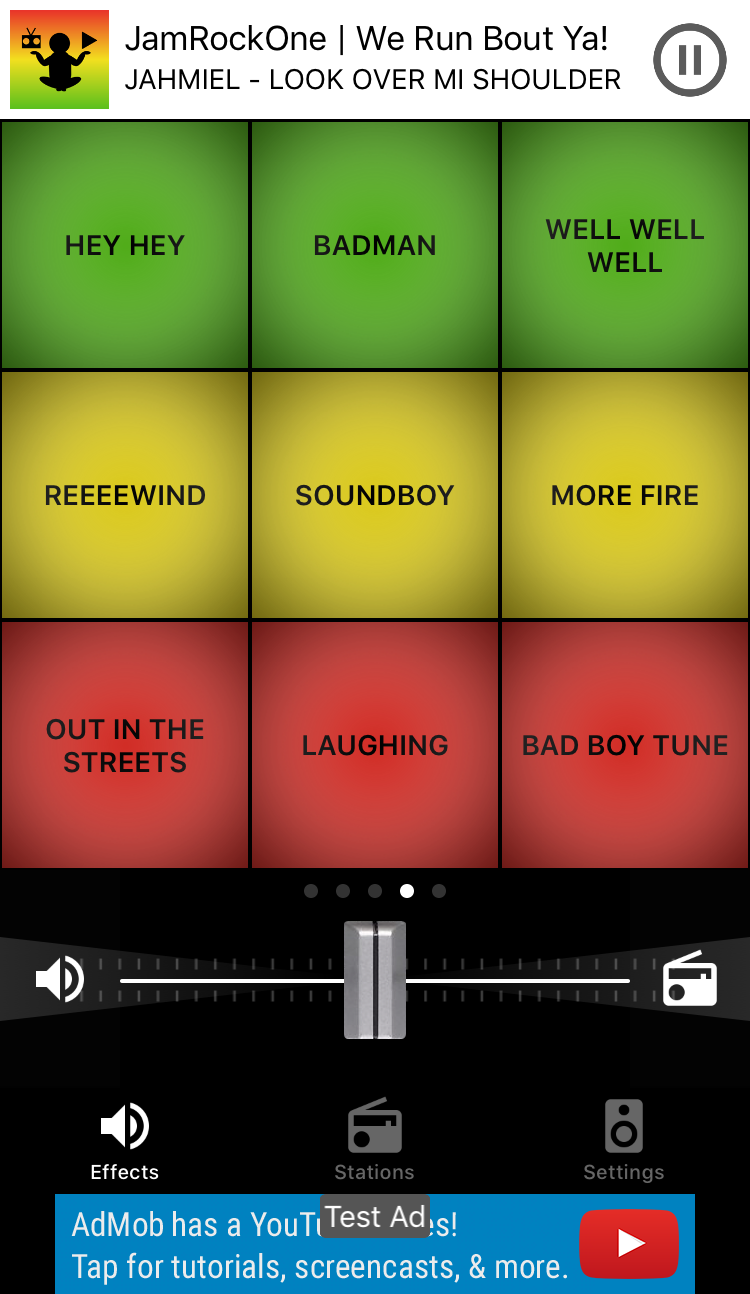 JamRockOne | We Run Bout Ya!
JAHMIEL - LOOK OVER MI SHOULDER
HEY HEY
BADMAN
WELL WELL
WELL
REEEEWIND
SOUNDBOY
MORE FIRE
OUT IN THE
STREETS
LAUGHING
BAD BOY TUNE
Effects
Stations
Settings
AdMob has a
Test Ad
Tap for tutorials, screencasts, & more.